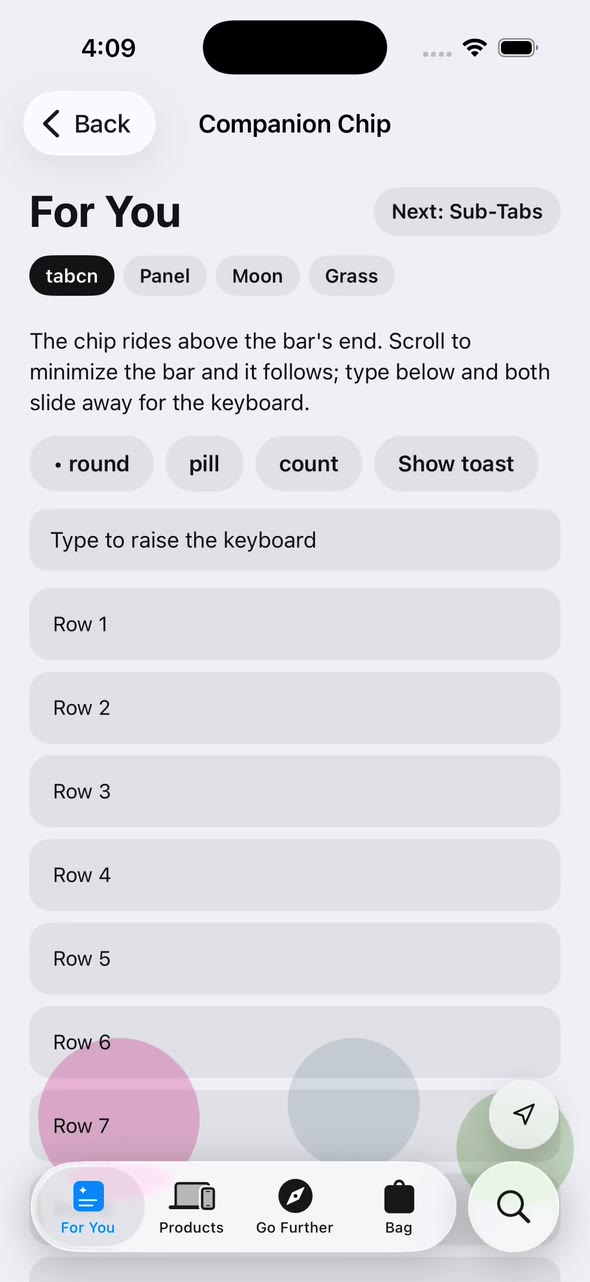 4:09
Back
Companion Chip
For You
Next: Sub-Tabs
tabcn
Panel
Moon
Grass
The chip rides above the bar's end. Scroll to
minimize the bar and it follows; type below and both
slide away for the keyboard.
• round
pill
count
Show toast
Type to raise the keyboard
Row 1
Row 2
Row 3
Row 4
Row 5
Row 6
Row 7
For You
Products
Go Further
Bag